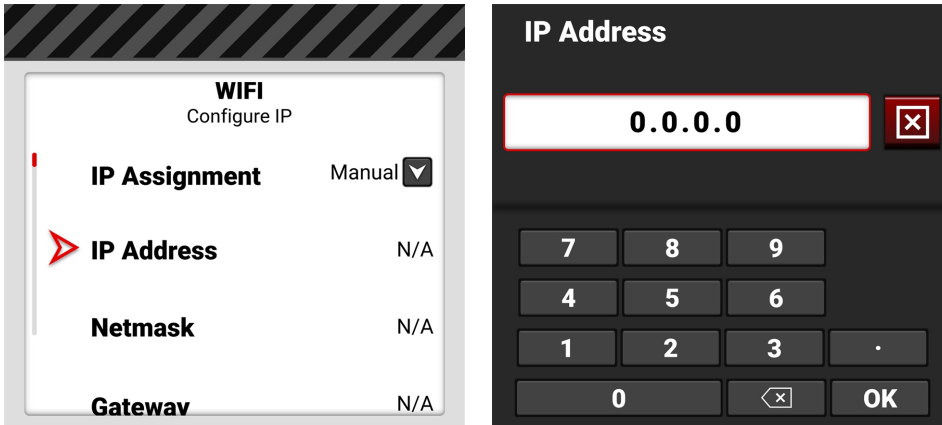 WIFI
Configure IP
IP Assignment Manual
IP Address N/A
Netmask N/A
Gateway N/A
IP Address
0.0.0.0
7 8 9
4 5 6
1 2 3 .
0 OK